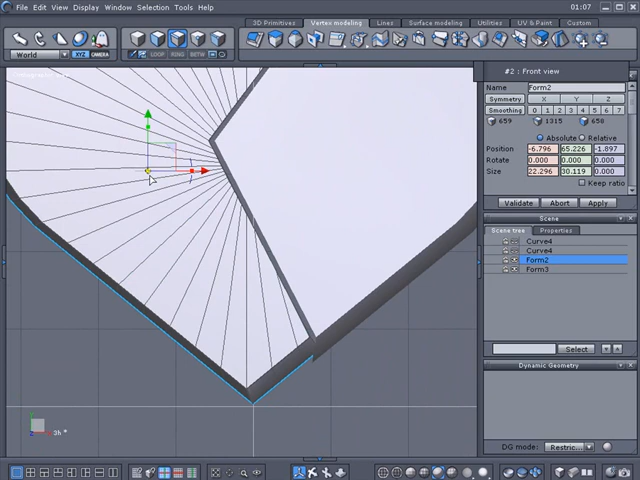 File Edit View Display Window Selection Tools Help
01:07
3D Primitives Vertex modeling Lines Surface modeling Utilities UV & Paint Custom
World
XYZ CAMERA
LOOP RING BETW
#2 : Front view
Name Form2
Symmetry X Y Z
Smoothing 0 1 2 3 4 5 6 7
659 1315 658
Absolute Relative
Position -6.796 65.226 -1.897
Rotate 0.000 0.000 0.000
Size 22.296 30.119 0.000
Keep ratio
Validate Abort Apply
Scene
Scene tree Properties
Curve4
Curve4
Form2
Form3
Select
Dynamic Geometry
DG mode: Restric...